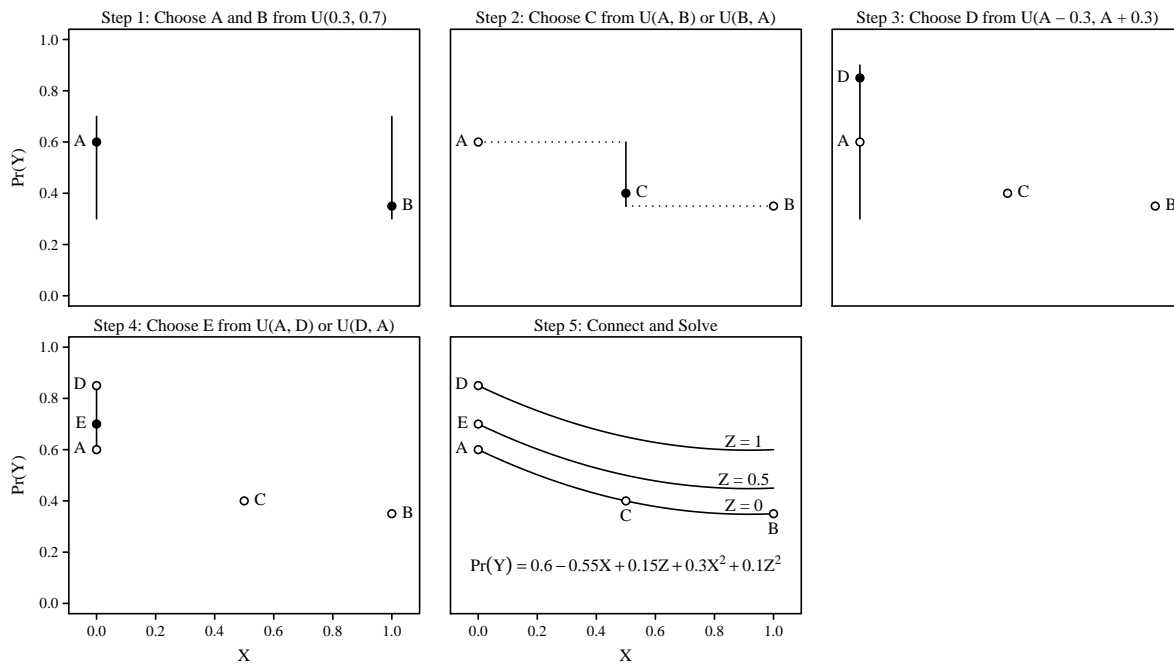 Step 1: Choose A and B from U(0.3, 0.7)
Step 2: Choose C from U(A, B) or U(B, A)
Step 3: Choose D from U(A − 0.3, A + 0.3)
Pr(Y)
1.0
0.8
0.6
0.4
0.2
0.0
A
B
A
C
B
D
A
C
B
Step 4: Choose E from U(A, D) or U(D, A)
Step 5: Connect and Solve
Pr(Y)
1.0
0.8
0.6
0.4
0.2
0.0
D
E
A
C
B
D
E
A
Z = 1
Z = 0.5
Z = 0
C
B
Pr(Y) = 0.6 − 0.55X + 0.15Z + 0.3X² + 0.1Z²
0.0 0.2 0.4 0.6 0.8 1.0
0.0 0.2 0.4 0.6 0.8 1.0
X
X